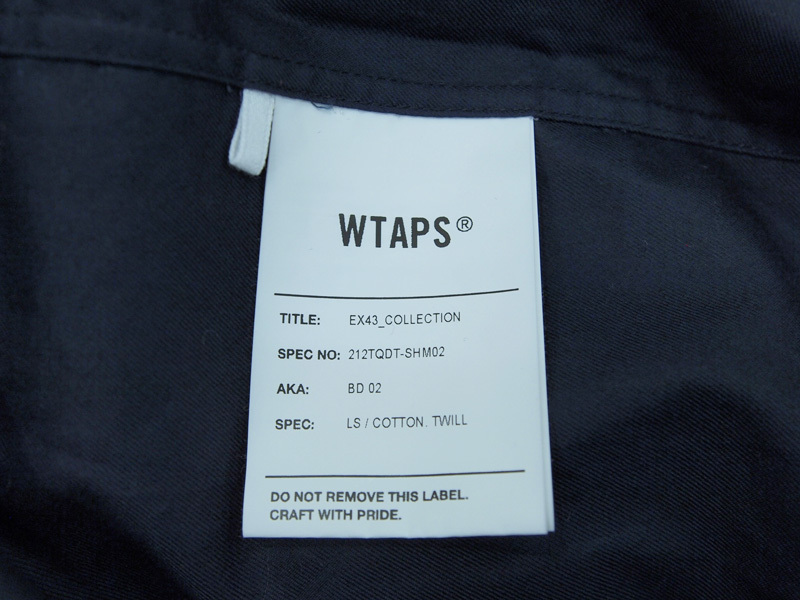 WTAPS®
TITLE: EX43_COLLECTION
SPEC NO: 212TQDT-SHM02
AKA: BD 02
SPEC: LS / COTTON. TWILL
DO NOT REMOVE THIS LABEL.
CRAFT WITH PRIDE.